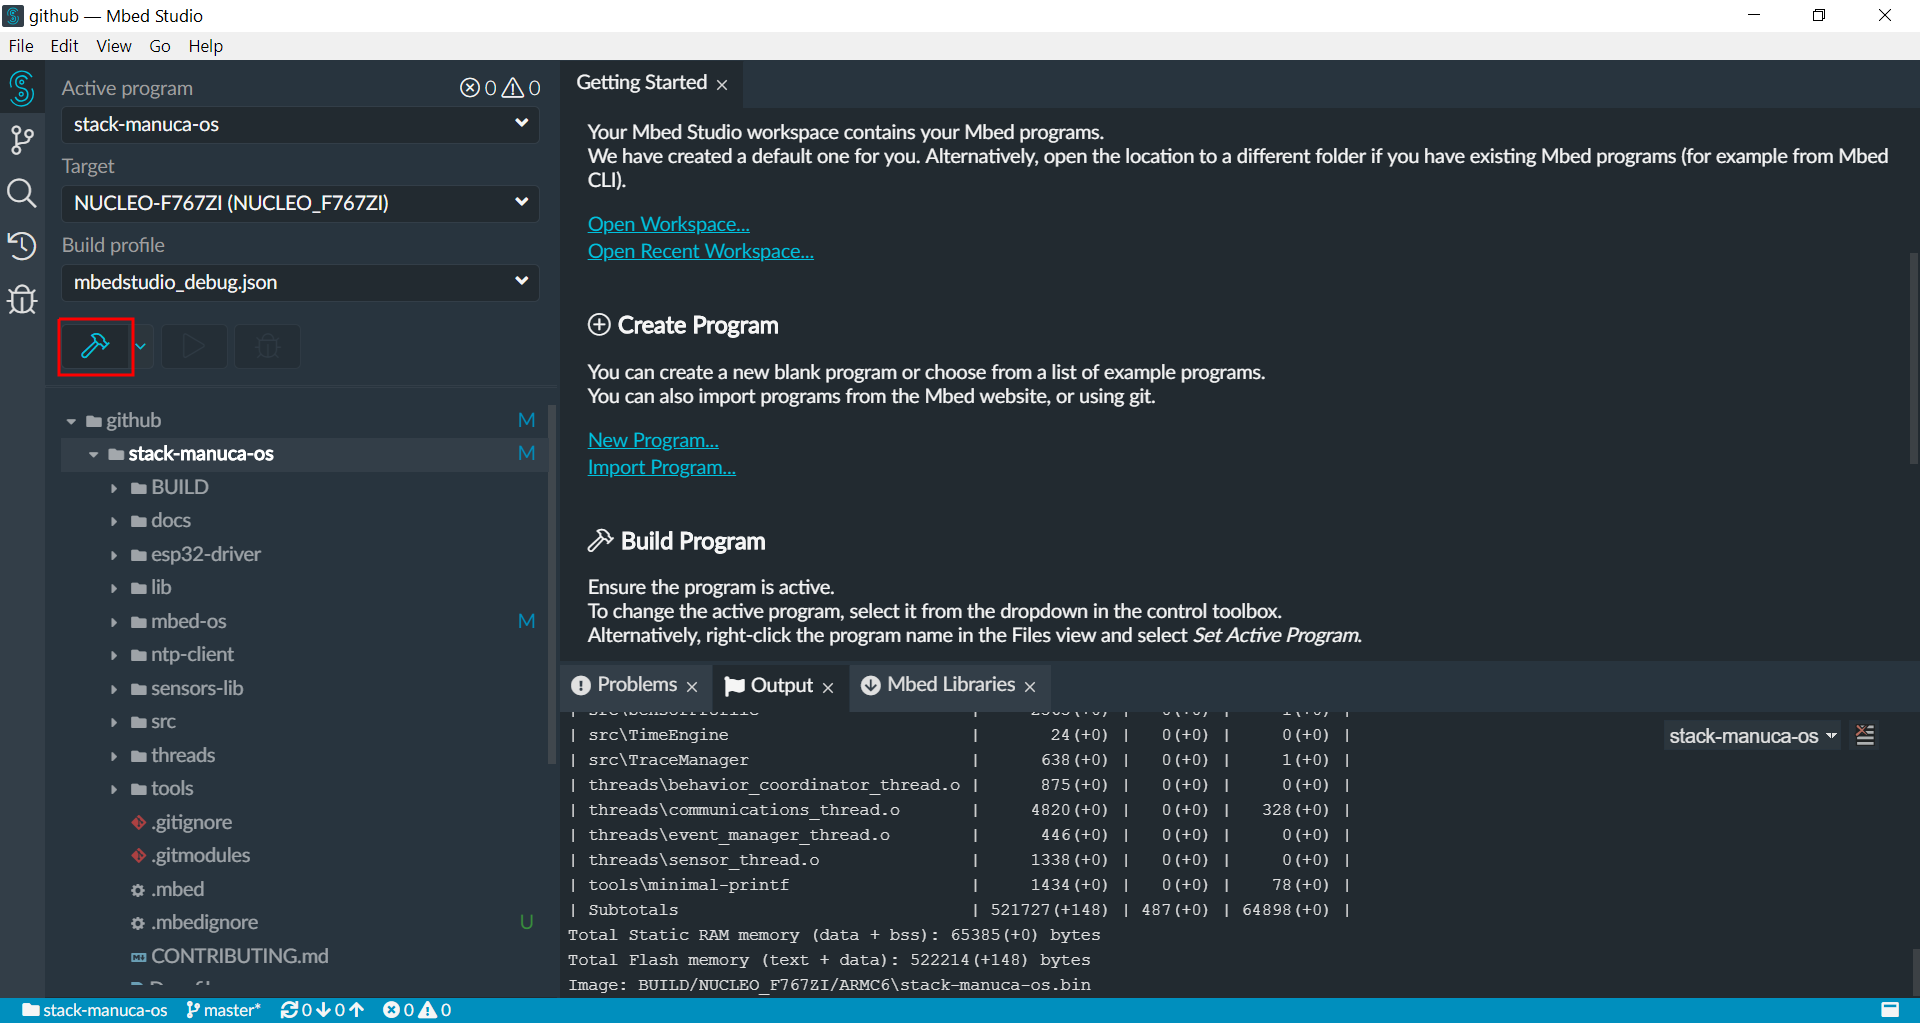 github — Mbed Studio
File Edit View Go Help
Active program 0 0
stack-manuca-os
Target
NUCLEO-F767ZI (NUCLEO_F767ZI)
Build profile
mbedstudio_debug.json
github M
stack-manuca-os M
BUILD
docs
esp32-driver
lib
mbed-os M
ntp-client
sensors-lib
src
threads
tools
.gitignore
.gitmodules
.mbed
.mbedignore U
CONTRIBUTING.md
Getting Started
Your Mbed Studio workspace contains your Mbed programs.
We have created a default one for you. Alternatively, open the location to a different folder if you have existing Mbed programs (for example from Mbed
CLI).
Open Workspace...
Open Recent Workspace...
Create Program
You can create a new blank program or choose from a list of example programs.
You can also import programs from the Mbed website, or using git.
New Program...
Import Program...
Build Program
Ensure the program is active.
To change the active program, select it from the dropdown in the control toolbox.
Alternatively, right-click the program name in the Files view and select Set Active Program.
Problems Output Mbed Libraries
stack-manuca-os
| src\TimeEngine | 24(+0) | 0(+0) | 0(+0) |
| src\TraceManager | 638(+0) | 0(+0) | 1(+0) |
| threads\behavior_coordinator_thread.o | 875(+0) | 0(+0) | 0(+0) |
| threads\communications_thread.o | 4820(+0) | 0(+0) | 328(+0) |
| threads\event_manager_thread.o | 446(+0) | 0(+0) | 0(+0) |
| threads\sensor_thread.o | 1338(+0) | 0(+0) | 0(+0) |
| tools\minimal-printf | 1434(+0) | 0(+0) | 78(+0) |
| Subtotals | 521727(+148) | 487(+0) | 64898(+0) |
Total Static RAM memory (data + bss): 65385(+0) bytes
Total Flash memory (text + data): 522214(+148) bytes
Image: BUILD/NUCLEO_F767ZI/ARMC6\stack-manuca-os.bin
stack-manuca-os master* 0↓0↑ 0 0